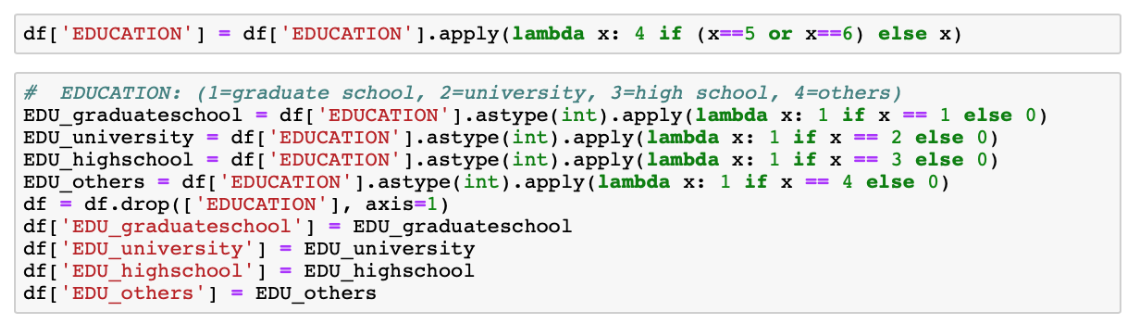 df['EDUCATION'] = df['EDUCATION'].apply(lambda x: 4 if (x==5 or x==6) else x)
#  EDUCATION: (1=graduate school, 2=university, 3=high school, 4=others)
EDU_graduateschool = df['EDUCATION'].astype(int).apply(lambda x: 1 if x == 1 else 0)
EDU_university = df['EDUCATION'].astype(int).apply(lambda x: 1 if x == 2 else 0)
EDU_highschool = df['EDUCATION'].astype(int).apply(lambda x: 1 if x == 3 else 0)
EDU_others = df['EDUCATION'].astype(int).apply(lambda x: 1 if x == 4 else 0)
df = df.drop(['EDUCATION'], axis=1)
df['EDU_graduateschool'] = EDU_graduateschool
df['EDU_university'] = EDU_university
df['EDU_highschool'] = EDU_highschool
df['EDU_others'] = EDU_others